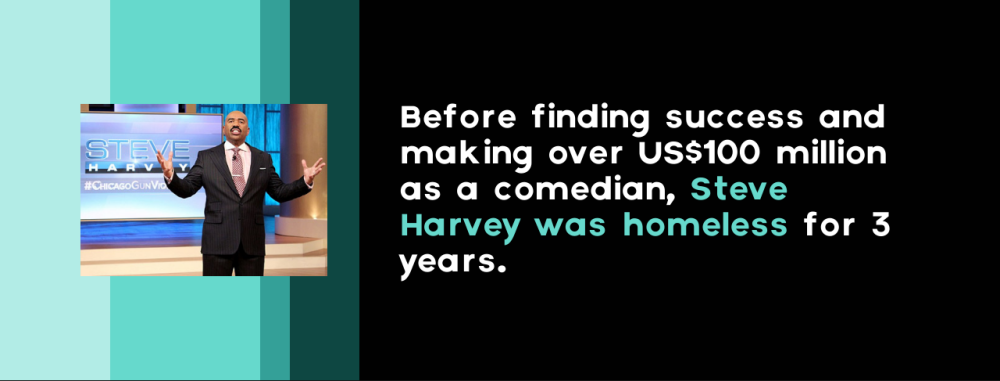 STEVE
HARVEY
#CHICAGOGUNVIO
Before finding success and
making over US$100 million
as a comedian, Steve
Harvey was homeless for 3
years.